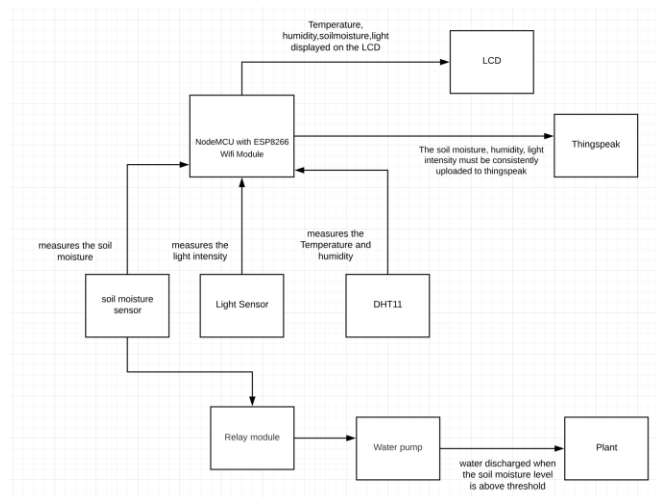 Temperature,
humidity,soilmoisture,light
displayed on the LCD
LCD
NodeMCU with ESP8266
Wifi Module
Thingspeak
The soil moisture, humidity, light
intensity must be consistently
uploaded to thingspeak
measures the soil
moisture
measures the
light intensity
measures the
Temperature and
humidity
soil moisture
sensor
Light Sensor
DHT11
Relay module
Water pump
Plant
water discharged when
the soil moisture level
is above threshold